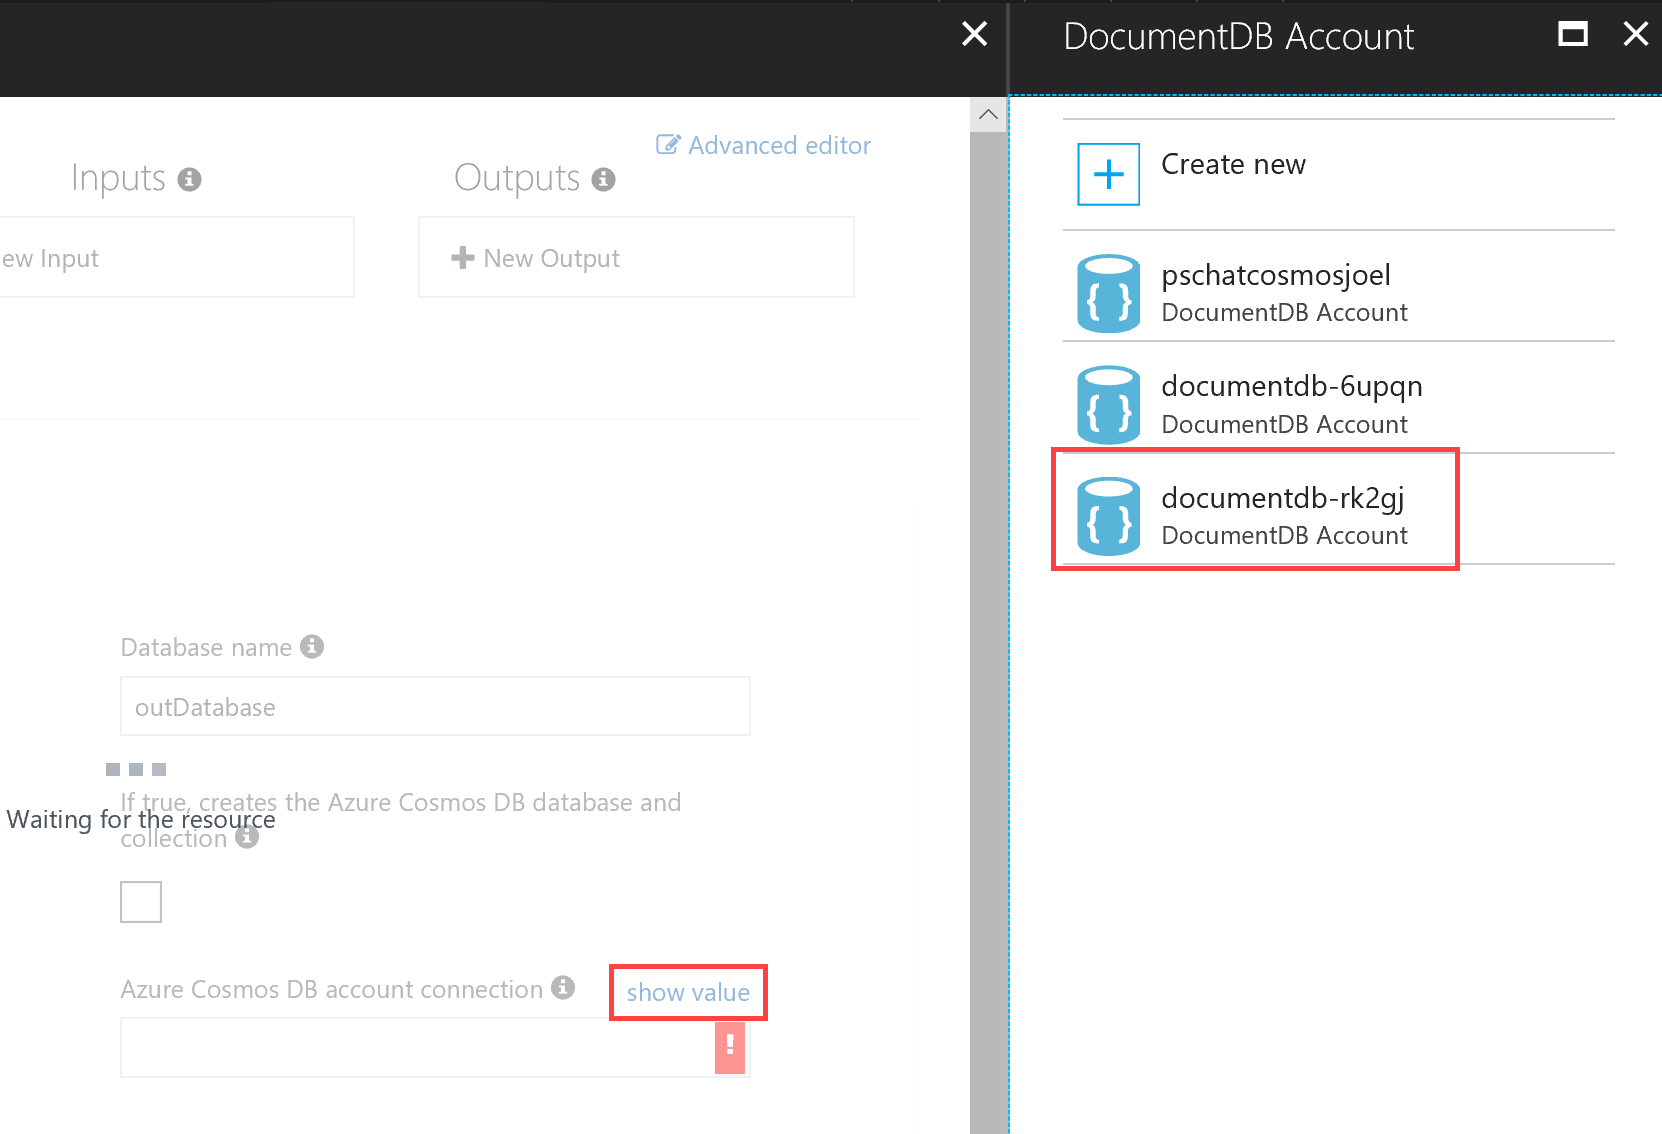 DocumentDB Account
Advanced editor
Inputs
Outputs
ew Input
New Output
Database name
outDatabase
If true, creates the Azure Cosmos DB database and
collection
Waiting for the resource
Azure Cosmos DB account connection
show value
!
Create new
{ }
pschatcosmosjoel
DocumentDB Account
{ }
documentdb-6upqn
DocumentDB Account
{ }
documentdb-rk2gj
DocumentDB Account